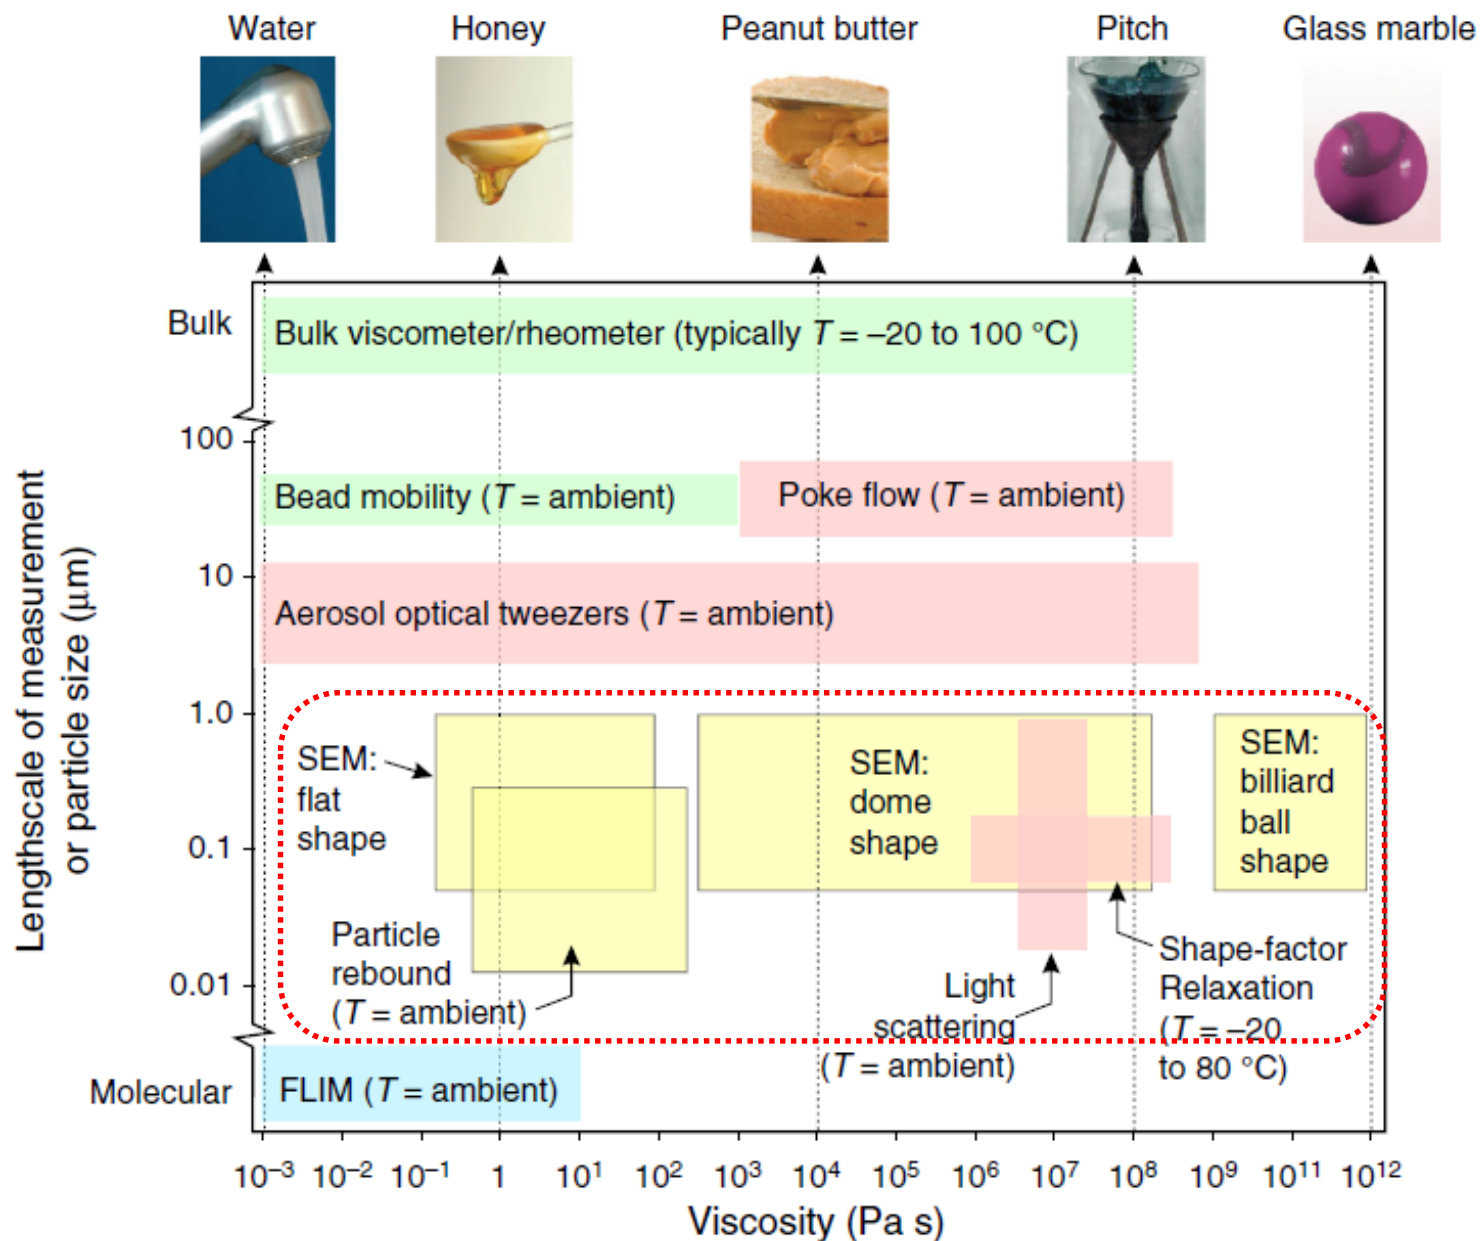 Water
Honey
Peanut butter
Pitch
Glass marble
Bulk
Bulk viscometer/rheometer (typically T = –20 to 100 °C)
100
Bead mobility (T = ambient)
Poke flow (T = ambient)
10
Aerosol optical tweezers (T = ambient)
1.0
SEM:
flat
shape
SEM:
dome
shape
SEM:
billiard
ball
shape
0.1
Particle
rebound
(T = ambient)
Light
scattering
(T = ambient)
Shape-factor
Relaxation
(T = –20
to 80 °C)
0.01
Molecular
FLIM (T = ambient)
Lengthscale of measurement
or particle size (μm)
10⁻³ 10⁻² 10⁻¹ 1 10¹ 10² 10³ 10⁴ 10⁵ 10⁶ 10⁷ 10⁸ 10⁹ 10¹¹ 10¹²
Viscosity (Pa s)